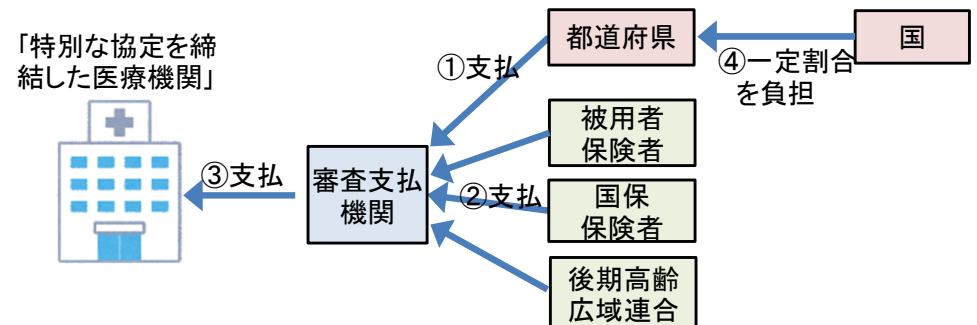 「特別な協定を締
結した医療機関」
③支払
審査支払
機関
①支払
②支払
都道府県
被用者
保険者
国保
保険者
後期高齢
広域連合
④一定割合
を負担
国